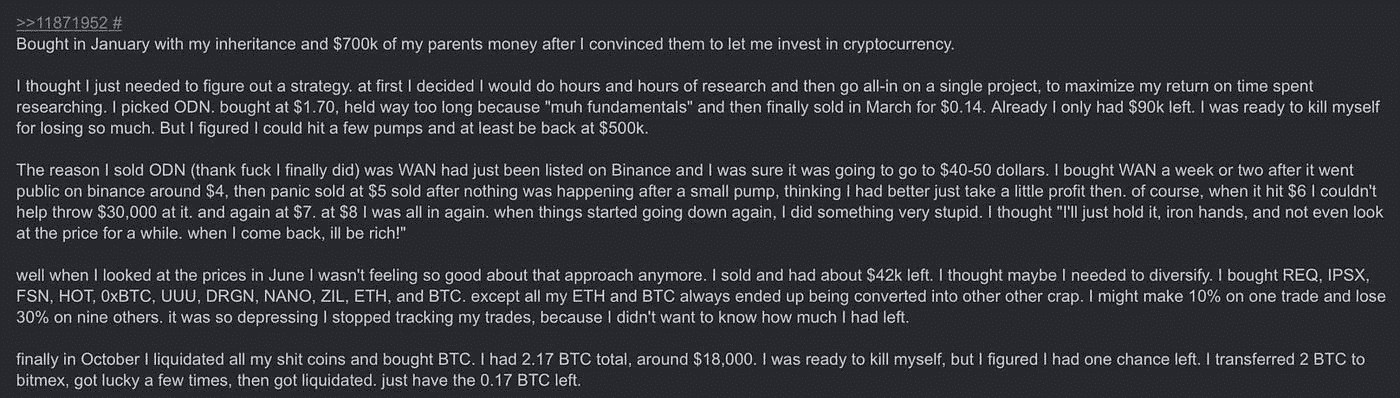 >>11871952 #
Bought in January with my inheritance and $700k of my parents money after I convinced them to let me invest in cryptocurrency.
I thought I just needed to figure out a strategy. at first I decided I would do hours and hours of research and then go all-in on a single project, to maximize my return on time spent
researching. I picked ODN. bought at $1.70, held way too long because "muh fundamentals" and then finally sold in March for $0.14. Already I only had $90k left. I was ready to kill myself
for losing so much. But I figured I could hit a few pumps and at least be back at $500k.
The reason I sold ODN (thank fuck I finally did) was WAN had just been listed on Binance and I was sure it was going to go to $40-50 dollars. I bought WAN a week or two after it went
public on binance around $4, then panic sold at $5 sold after nothing was happening after a small pump, thinking I had better just take a little profit then. of course, when it hit $6 I couldn't
help throw $30,000 at it. and again at $7. at $8 I was all in again. when things started going down again, I did something very stupid. I thought "I'll just hold it, iron hands, and not even look
at the price for a while. when I come back, ill be rich!"
well when I looked at the prices in June I wasn't feeling so good about that approach anymore. I sold and had about $42k left. I thought maybe I needed to diversify. I bought REQ, IPSX,
FSN, HOT, 0xBTC, UUU, DRGN, NANO, ZIL, ETH, and BTC. except all my ETH and BTC always ended up being converted into other other crap. I might make 10% on one trade and lose
30% on nine others. it was so depressing I stopped tracking my trades, because I didn't want to know how much I had left.
finally in October I liquidated all my shit coins and bought BTC. I had 2.17 BTC total, around $18,000. I was ready to kill myself, but I figured I had one chance left. I transferred 2 BTC to
bitmex, got lucky a few times, then got liquidated. just have the 0.17 BTC left.